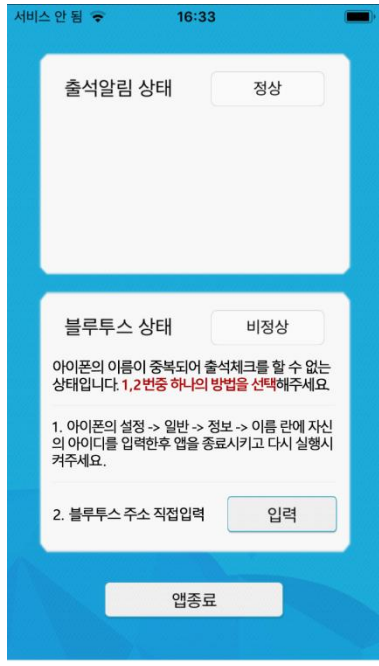 서비스 안 됨 16:33
출석알림 상태 정상
블루투스 상태 비정상
아이폰의 이름이 중복되어 출석체크를 할 수 없는
상태입니다. 1,2번중 하나의 방법을 선택해주세요.
1. 아이폰의 설정 -> 일반 -> 정보 -> 이름 란에 자신
의 아이디를 입력한후 앱을 종료시키고 다시 실행시
켜주세요.
2. 블루투스 주소 직접입력 입력
앱종료